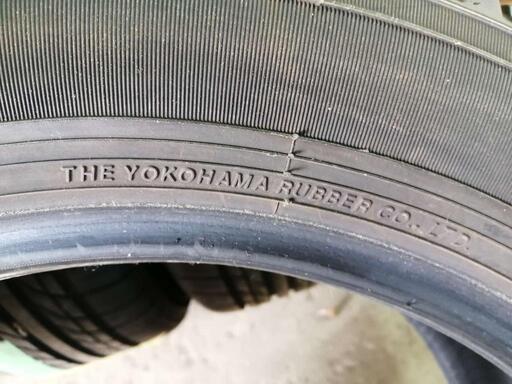 THE YOKOHAMA RUBBER CO., LTD.